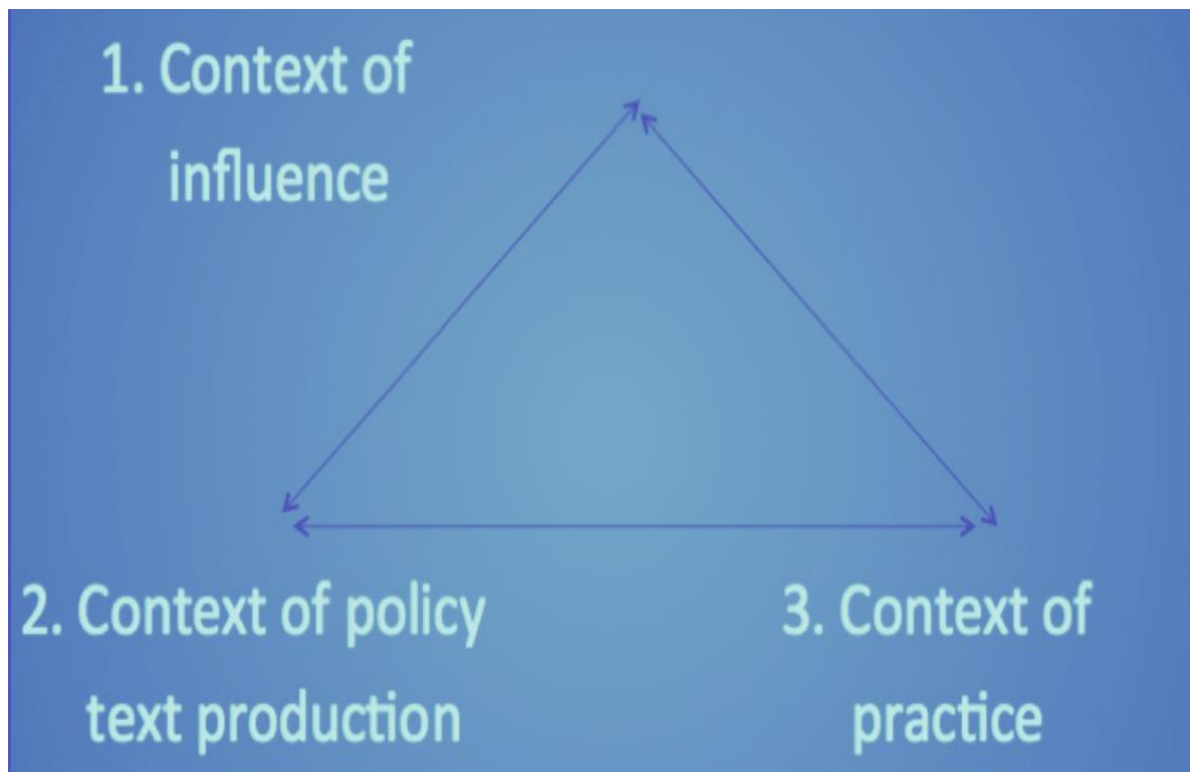 1. Context of
influence
2. Context of policy
text production
3. Context of
practice